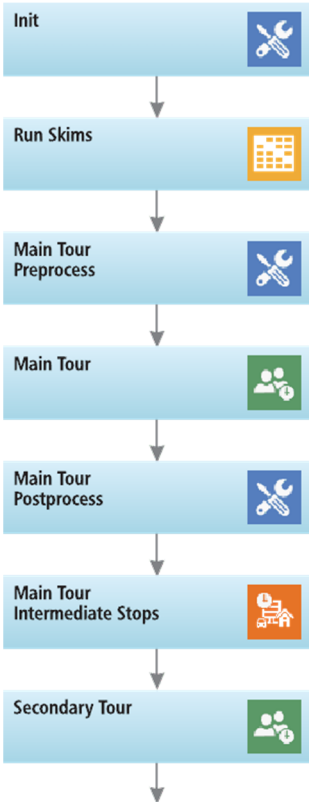 Init
Run Skims
Main Tour
Preprocess
Main Tour
Main Tour
Postprocess
Main Tour
Intermediate Stops
Secondary Tour